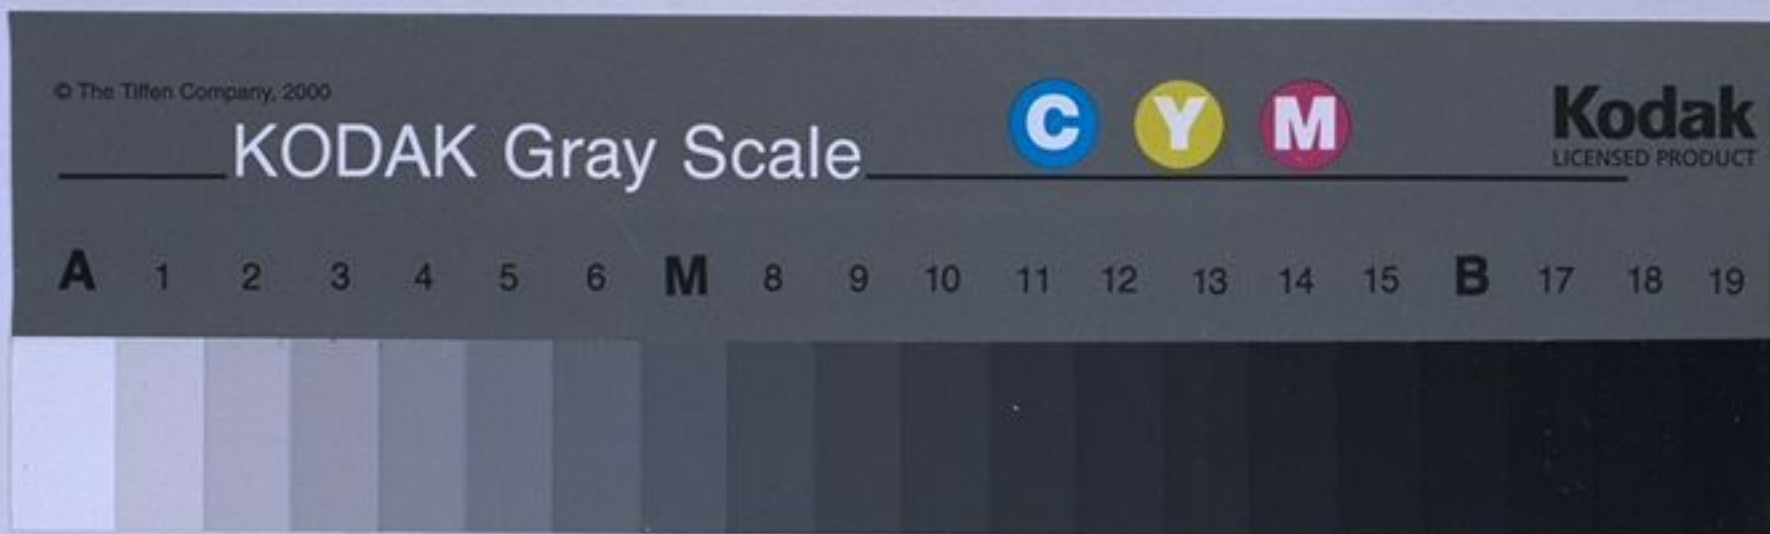 © The Tiffen Company, 2000
KODAK Gray Scale
C Y M
Kodak
LICENSED PRODUCT
A 1 2 3 4 5 6 M 8 9 10 11 12 13 14 15 B 17 18 19